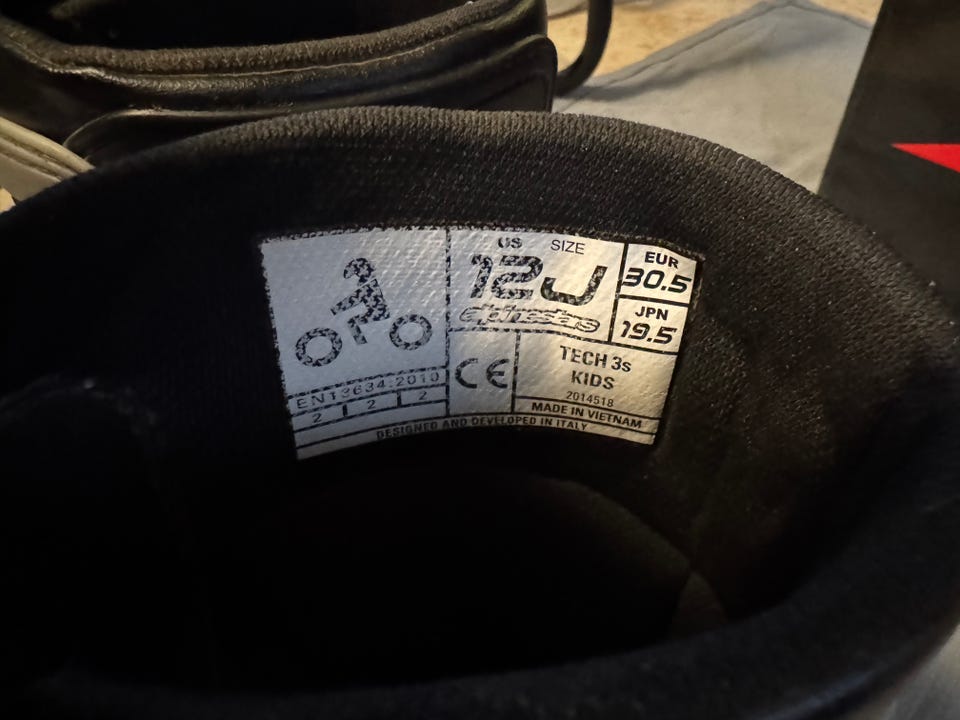 US SIZE
12J
alpinestars
EUR
30.5
JPN
19.5
CE
TECH 3s
KIDS
2014518
MADE IN VIETNAM
EN13634:2010
2 2 2
DESIGNED AND DEVELOPED IN ITALY